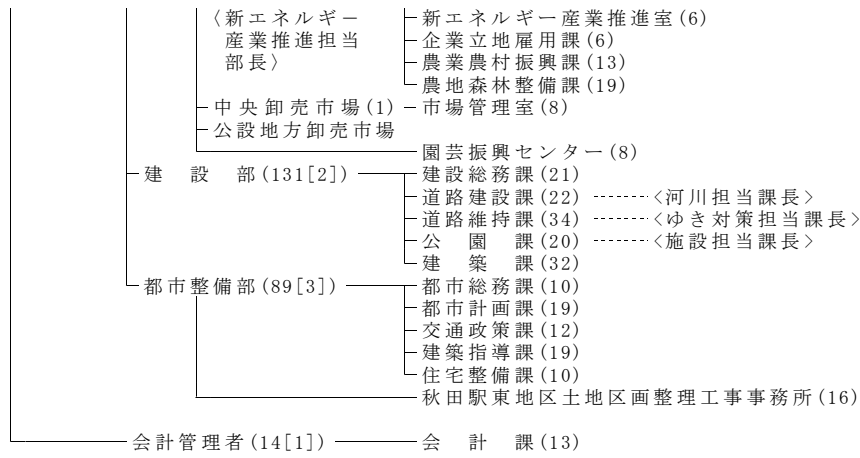 〈新エネルギー 新エネルギー産業推進室(6)
産業推進担当 企業立地雇用課(6)
部長〉 農業農村振興課(13)
農地森林整備課(19)
中央卸売市場(1) 市場管理室(8)
公設地方卸売市場
園芸振興センター(8)
建設部(131[2]) 建設総務課(21)
道路建設課(22) <河川担当課長>
道路維持課(34) <ゆき対策担当課長>
公園課(20) <施設担当課長>
建築課(32)
都市整備部(89[3]) 都市総務課(10)
都市計画課(19)
交通政策課(12)
建築指導課(19)
住宅整備課(10)
秋田駅東地区土地区画整理工事事務所(16)
会計管理者(14[1]) 会計課(13)